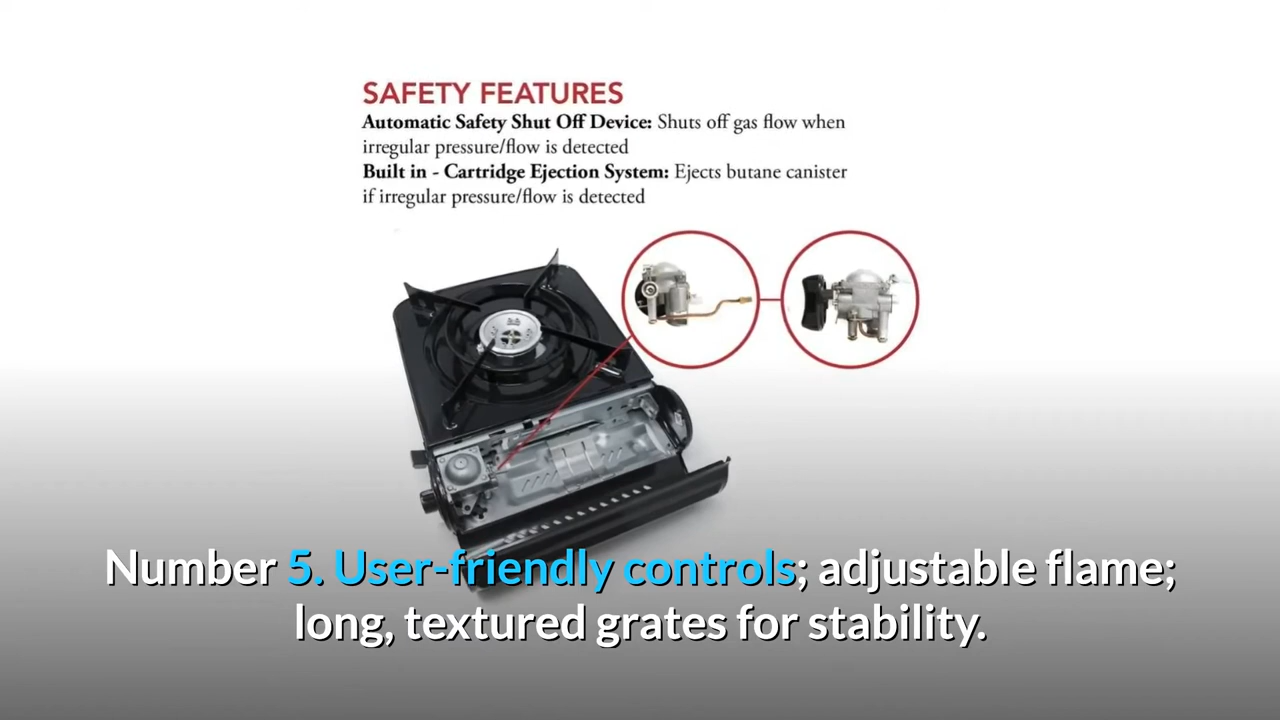 SAFETY FEATURES
Automatic Safety Shut Off Device: Shuts off gas flow when
irregular pressure/flow is detected
Built in - Cartridge Ejection System: Ejects butane canister
if irregular pressure/flow is detected
Number 5. User-friendly controls; adjustable flame;
long, textured grates for stability.